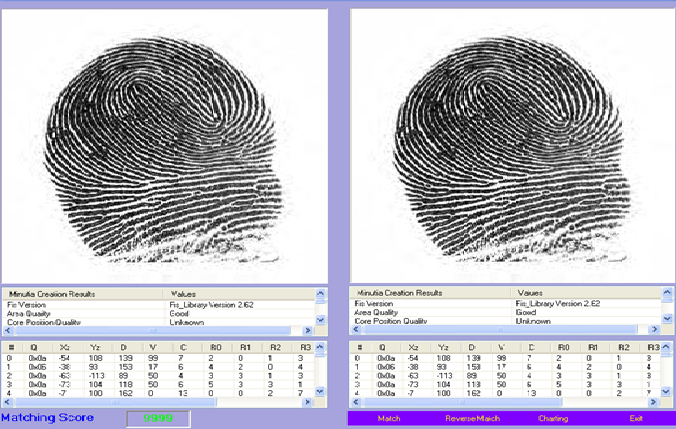 Minutia Creation Results Values
Fis Version Fis_Library Version 2.62
Area Quality Good
Core Position Quality Unknown
# Q Xz Yz D V C R0 R1 R2 R3
0 0x0a -54 108 139 99 7 2 0 1 3
1 0x06 -38 93 153 17 6 4 2 0 4
2 0x0a -63 -113 89 50 4 3 3 1 3
3 0x0a -73 104 118 50 6 5 3 3 1
4 0x0a -7 100 162 0 13 0 0 2 7
Matching Score 9999
Minutia Creation Results Values
Fis Version Fis_Library Version 2.62
Area Quality Good
Core Position Quality Unknown
# Q Xz Yz D V C R0 R1 R2 R3
0 0x0a -54 108 139 99 7 2 0 1 3
1 0x06 -38 93 153 17 6 4 2 0 4
2 0x0a -63 -113 89 50 4 3 3 1 3
3 0x0a -73 104 118 50 6 5 3 3 1
4 0x0a -7 100 162 0 13 0 0 2
Match Reverse Match Charting Exit